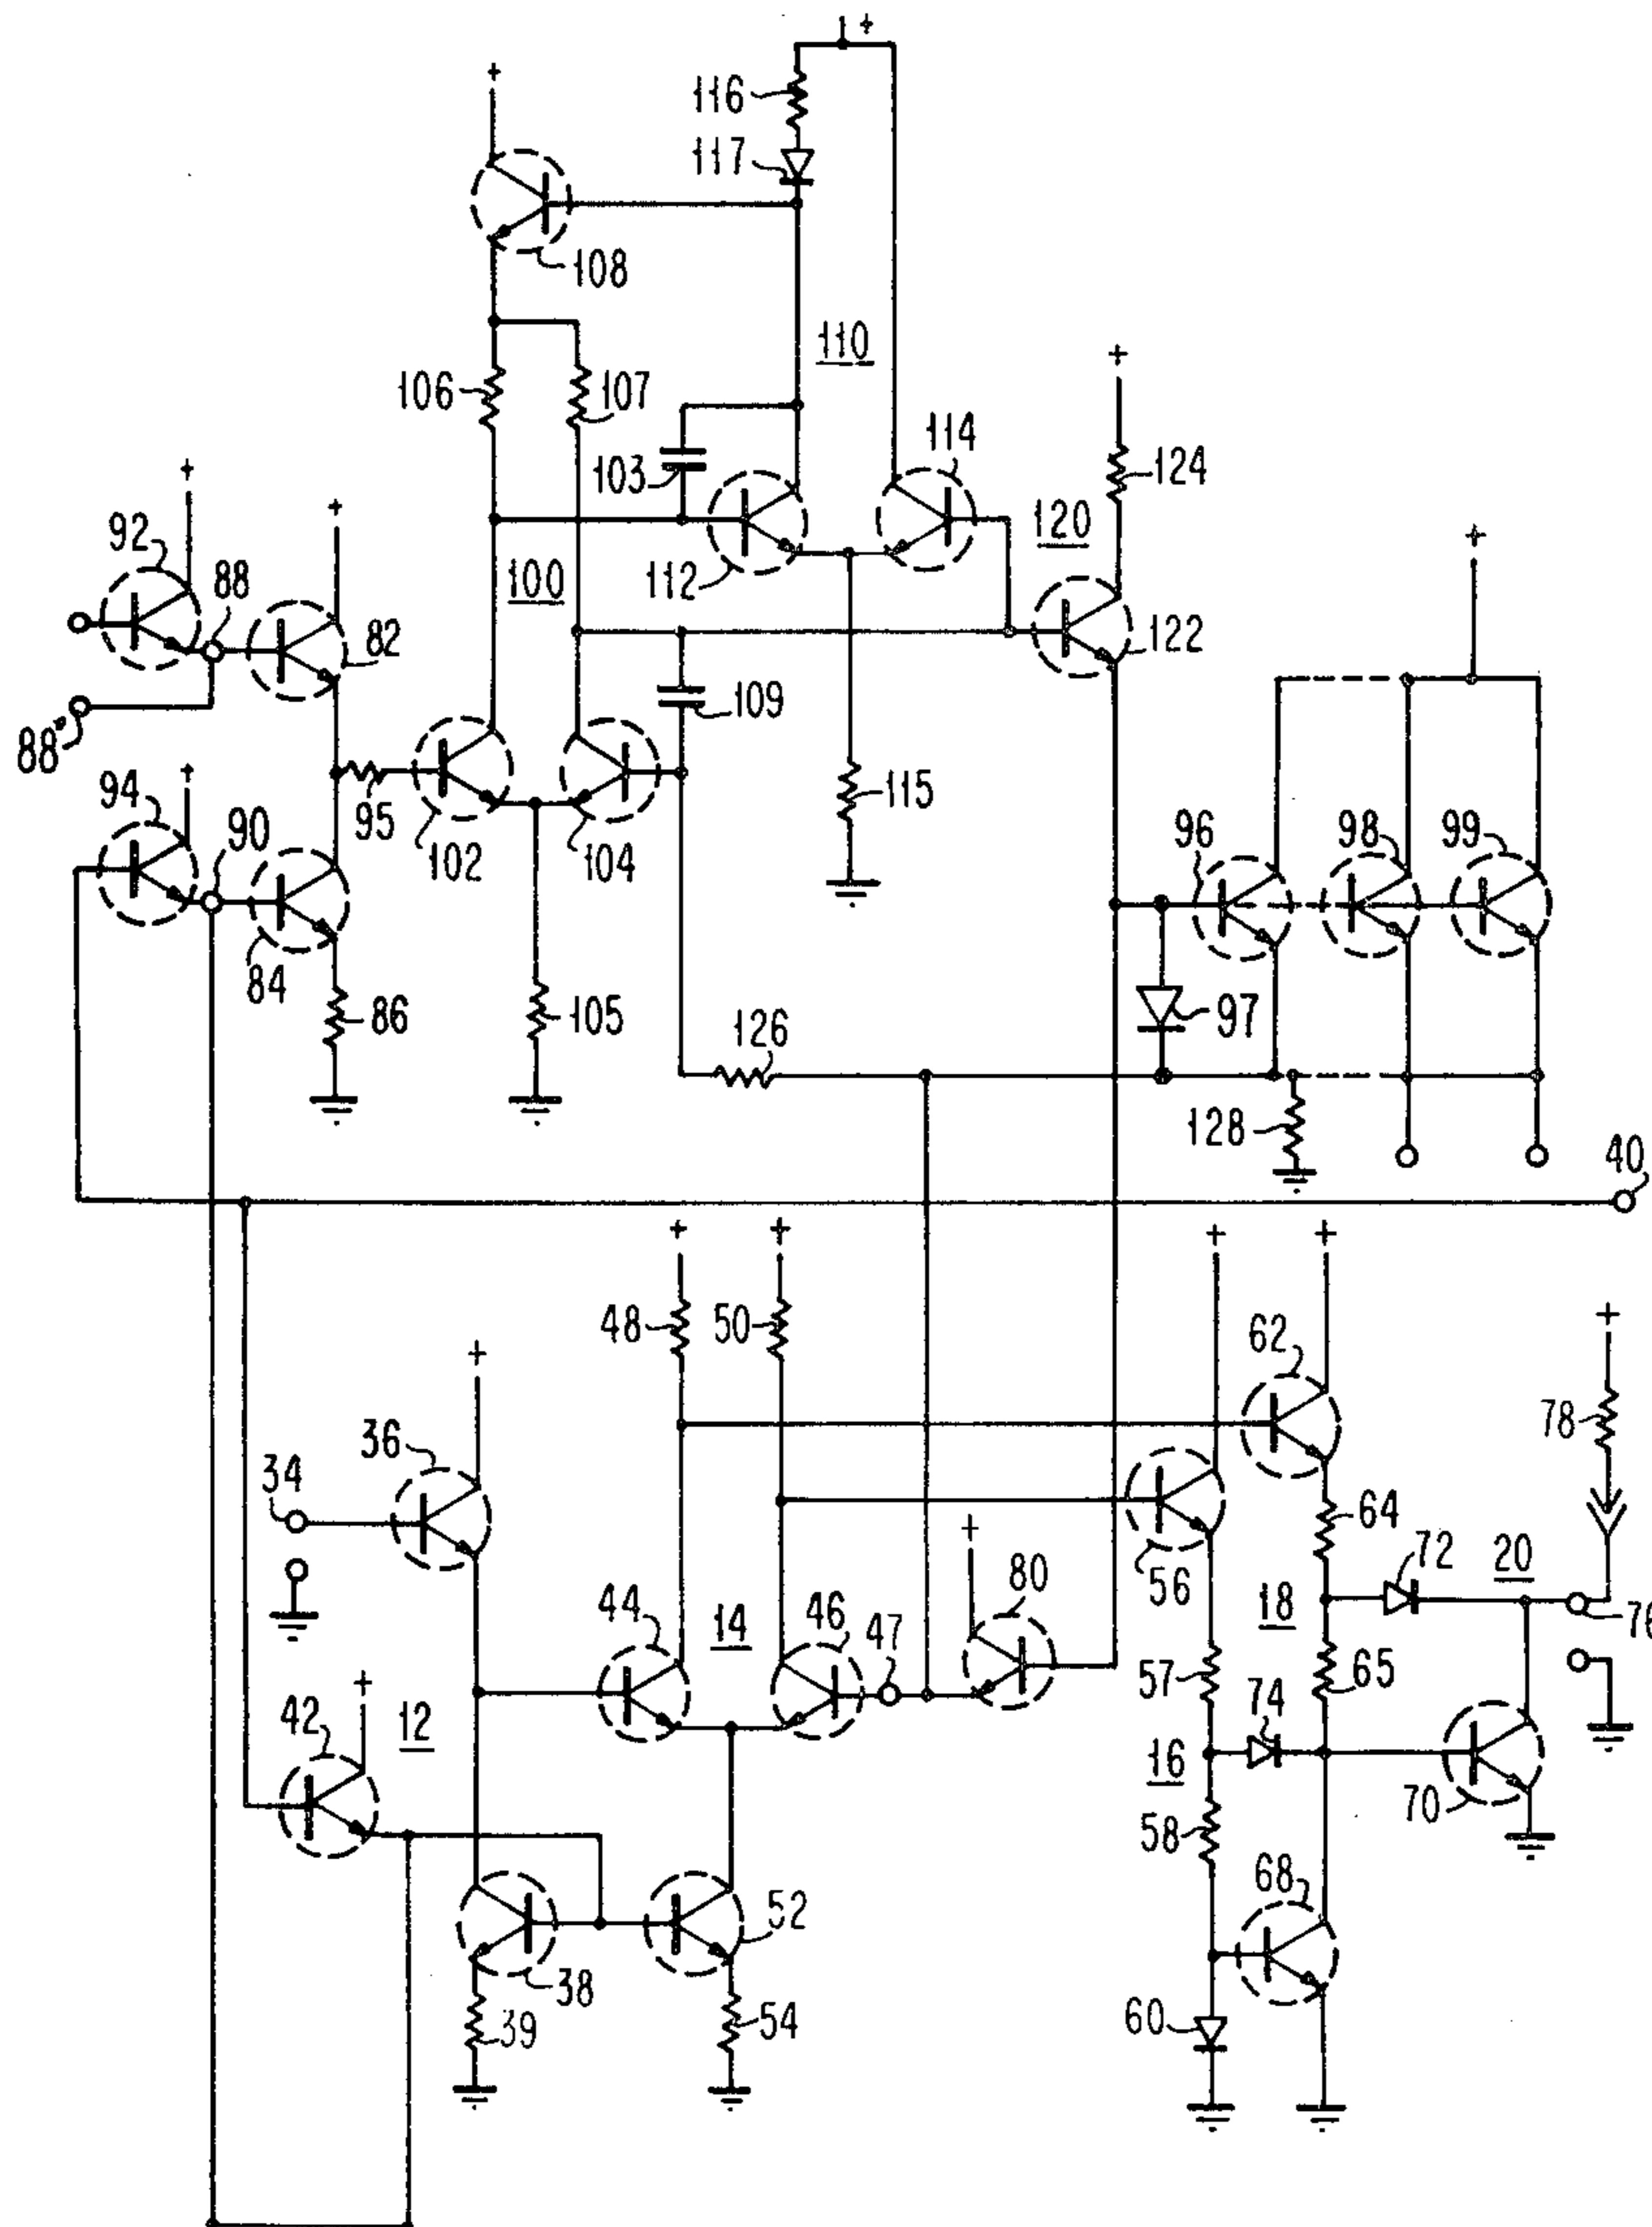 +
+ 116
117
108
110
106 107 + 114
103 124
+ + 120
92 88 100 112
82 122 +
88' 109
94 + 95 102 104 115 96 98 99
90
84 86 105 126 97
128 40
+ + + +
48 50 62 +
+ 78
36 34 56 64
+ 80 72 20
44 14 46 47 18 76
+ 57 65
42 12 74
16 70
58
68
52
38 60
39 54